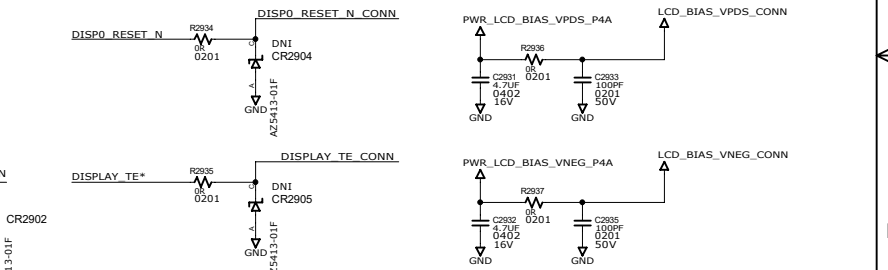 DISP0_RESET_N_CONN
DISP0_RESET_N
R2934
0R
0201
C
DNI
CR2904
A
GND
AZ5413-01F
PWR_LCD_BIAS_VPDS_P4A
LCD_BIAS_VPDS_CONN
R2936
0R
0201
C2931
4.7UF
0402
16V
GND
C2933
100PF
0201
50V
GND
DISPLAY_TE_CONN
DISPLAY_TE*
R2935
0R
0201
C
DNI
CR2905
A
GND
Z5413-01F
N
CR2902
13-01F
PWR_LCD_BIAS_VNEG_P4A
LCD_BIAS_VNEG_CONN
R2937
0R
0201
C2932
4.7UF
0402
16V
GND
C2935
100PF
0201
50V
GND